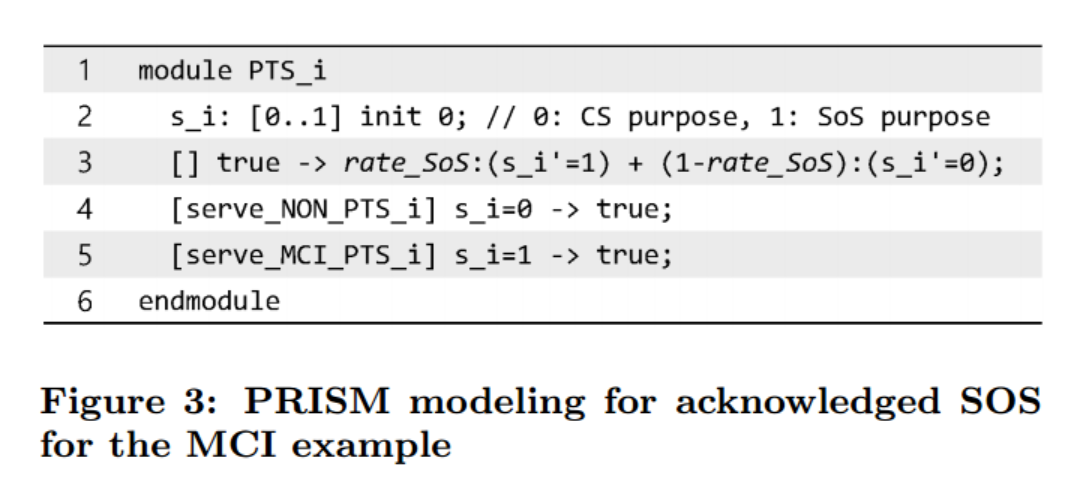 1 module PTS_i
2 s_i: [0..1] init 0; // 0: CS purpose, 1: SoS purpose
3 [] true -> rate_SoS:(s_i'=1) + (1-rate_SoS):(s_i'=0);
4 [serve_NON_PTS_i] s_i=0 -> true;
5 [serve_MCI_PTS_i] s_i=1 -> true;
6 endmodule
Figure 3: PRISM modeling for acknowledged SOS
for the MCI example